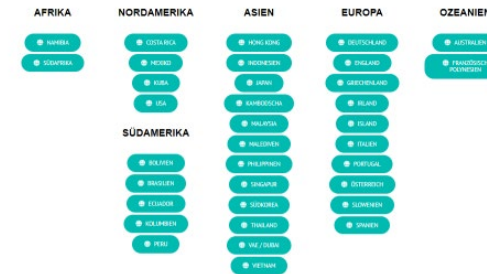 AFRIKA
NAMIBIA
SÜDAFRIKA
NORDAMERIKA
COSTA RICA
MEXIKO
KUBA
USA
SÜDAMERIKA
BOLIVIEN
BRASILIEN
ECUADOR
KOLUMBIEN
PERU
ASIEN
HONG KONG
INDONESIEN
JAPAN
KAMBODSCHA
MALAYSIA
MALEDIVEN
PHILIPPINEN
SINGAPUR
SÜDKOREA
THAILAND
VAE / DUBAI
VIETNAM
EUROPA
DEUTSCHLAND
ENGLAND
GRIECHENLAND
IRLAND
ISLAND
ITALIEN
PORTUGAL
ÖSTERREICH
SLOWENIEN
SPANIEN
OZEANIEN
AUSTRALIEN
FRANZÖSISCH
POLYNESIEN